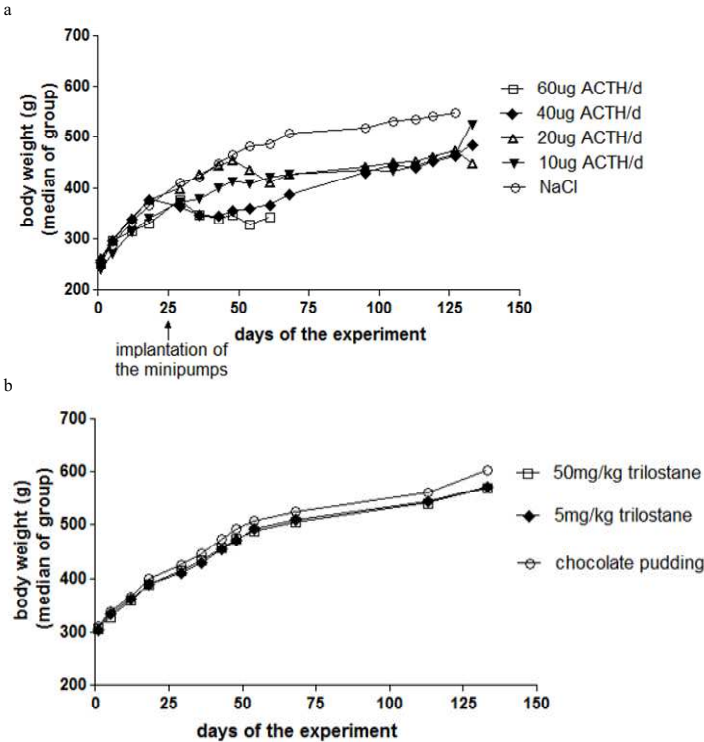 a
700
600
500
400
300
200
body weight (g)
(median of group)
0
25
50
75
100
125
150
days of the experiment
implantation of
the minipumps
60ug ACTH/d
40ug ACTH/d
20ug ACTH/d
10ug ACTH/d
NaCl
b
700
600
500
400
300
200
body weight (g)
(median of group)
0
25
50
75
100
125
150
days of the experiment
50mg/kg trilostane
5mg/kg trilostane
chocolate pudding